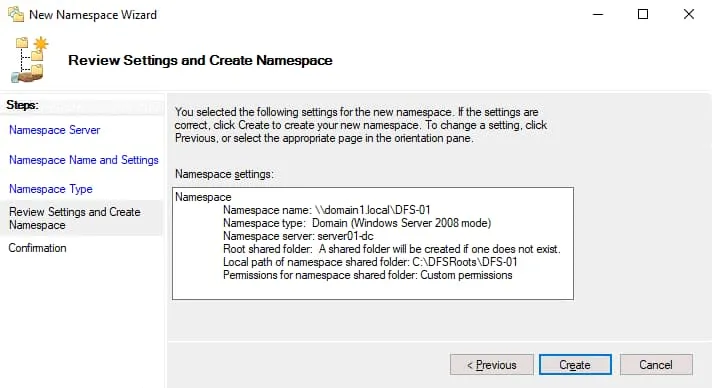 New Namespace Wizard
Review Settings and Create Namespace
Steps:
Namespace Server
Namespace Name and Settings
Namespace Type
Review Settings and Create
Namespace
Confirmation
You selected the following settings for the new namespace. If the settings are
correct, click Create to create your new namespace. To change a setting, click
Previous, or select the appropriate page in the orientation pane.
Namespace settings:
Namespace
Namespace name: \\domain1.local\DFS-01
Namespace type: Domain (Windows Server 2008 mode)
Namespace server: server01-dc
Root shared folder: A shared folder will be created if one does not exist.
Local path of namespace shared folder: C:\DFSRoots\DFS-01
Permissions for namespace shared folder: Custom permissions
< Previous
Create
Cancel